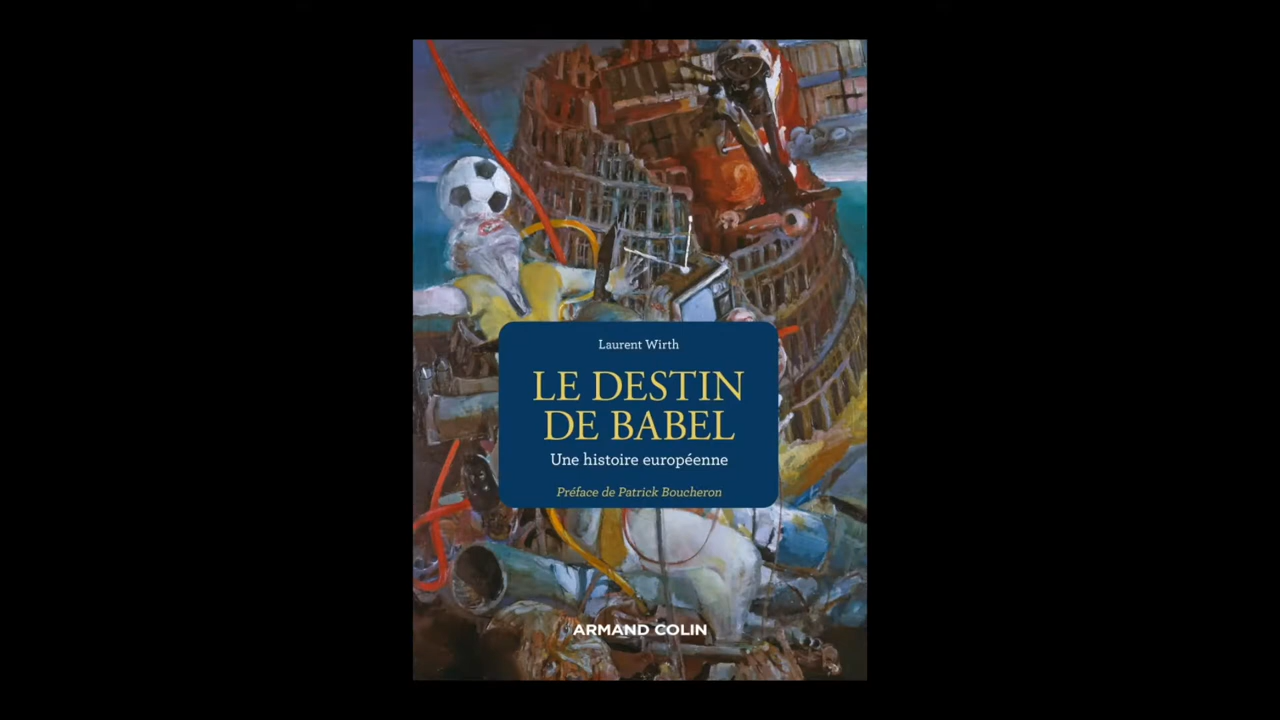 Laurent Wirth
LE DESTIN
DE BABEL
Une histoire européenne
Préface de Patrick Boucheron
ARMAND COLIN